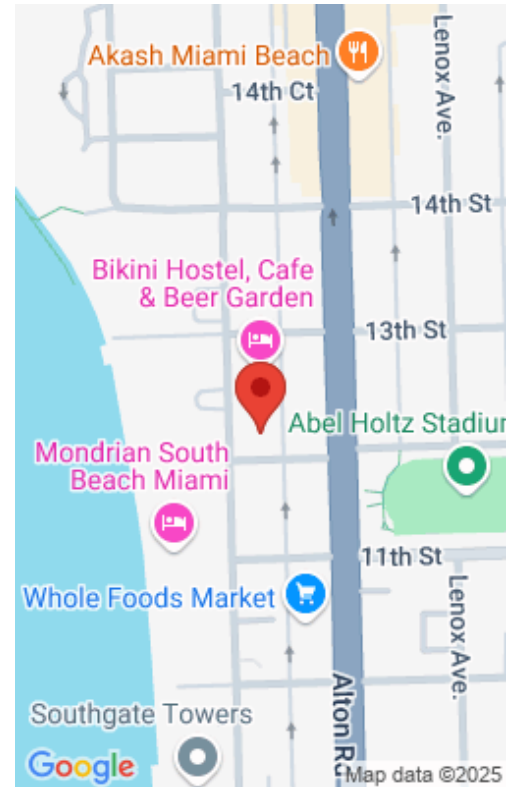 Akash Miami Beach
Lenox Ave.
14th Ct
14th St
Bikini Hostel, Cafe
& Beer Garden
13th St
Abel Holtz Stadiur
Mondrian South
Beach Miami
11th St
Whole Foods Market
Lenox Ave.
Alton Rd
Southgate Towers
Google
Map data ©2025